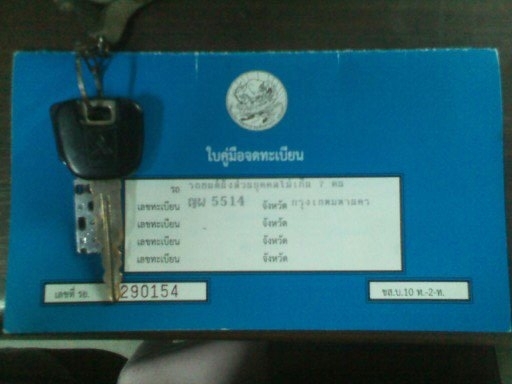 ใบคู่มือจดทะเบียน
รถ รถยนต์นั่งส่วนบุคคลไม่เกิน 7 คน
เลขทะเบียน ญผ 5514 จังหวัด กรุงเทพมหานคร
เลขทะเบียน จังหวัด
เลขทะเบียน จังหวัด
เลขทะเบียน จังหวัด
เลขที่ รย. 290154
ขส.บ.10 ท.-2-ท.